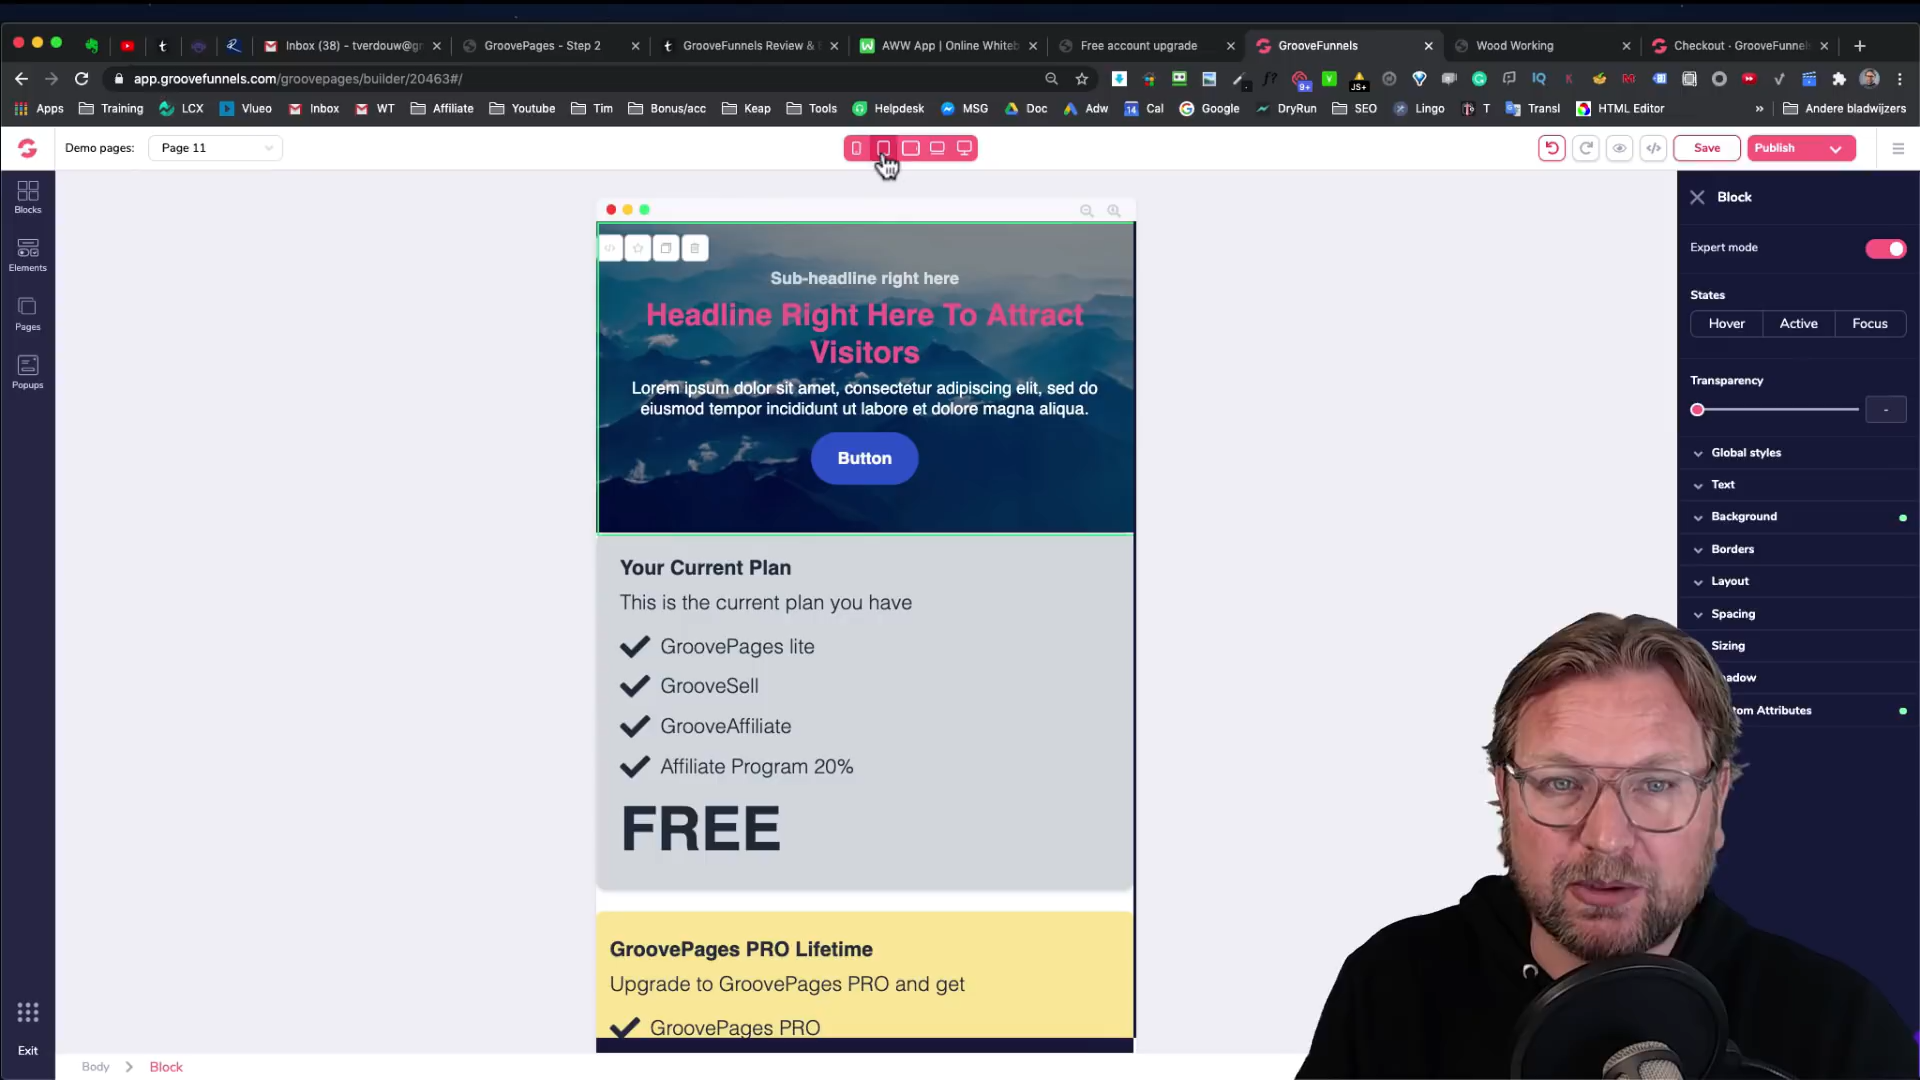 Inbox (38) - tverdouw@gr
GroovePages - Step 2
GrooveFunnels Review &
AWW App | Online Whiteb
Free account upgrade
GrooveFunnels
Wood Working
Checkout - GrooveFunnels
app.groovefunnels.com/groovepages/builder/20463#/
Apps
Training
LCX
Vlueo
Inbox
WT
Affiliate
Youtube
Tim
Bonus/acc
Keap
Tools
Helpdesk
MSG
Doc
Adw
Cal
Google
DryRun
SEO
Lingo
T
Transl
HTML Editor
Andere bladwijzers
Demo pages:
Page 11
Save
Publish
Blocks
Elements
Pages
Popups
Exit
Sub-headline right here
Headline Right Here To Attract
Visitors
Lorem ipsum dolor sit amet, consectetur adipiscing elit, sed do
eiusmod tempor incididunt ut labore et dolore magna aliqua.
Button
Your Current Plan
This is the current plan you have
GroovePages lite
GrooveSell
GrooveAffiliate
Affiliate Program 20%
FREE
GroovePages PRO Lifetime
Upgrade to GroovePages PRO and get
GroovePages PRO
Block
Expert mode
States
Hover
Active
Focus
Transparency
-
Global styles
Text
Background
Borders
Layout
Spacing
Sizing
adow
tom Attributes
Body
Block